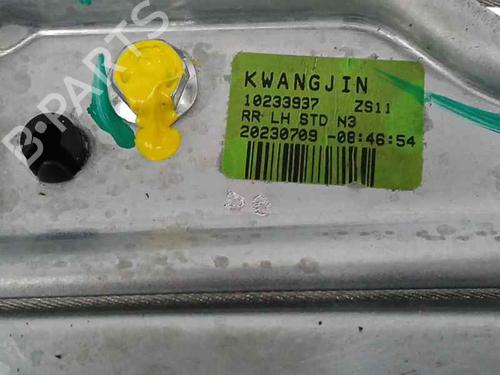 B-PARTS
KWANGJIN
10233937 ZS11
RR LH STD N3
20230709 -08:46:54